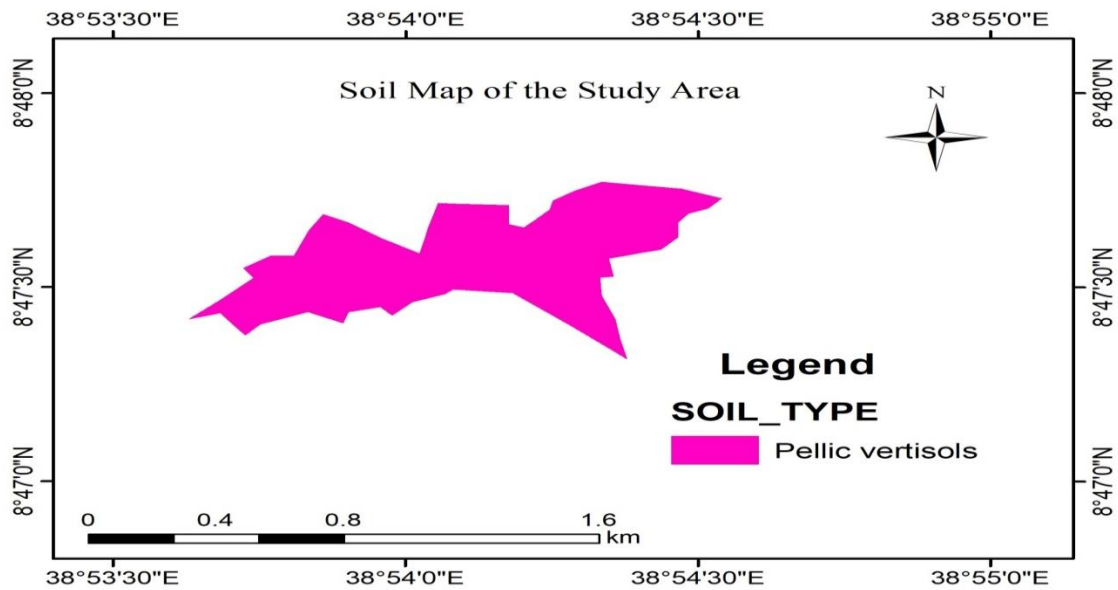 38°53'30"E 38°54'0"E 38°54'30"E 38°55'0"E
8°48'0"N 8°48'0"N
Soil Map of the Study Area
N
8°47'30"N 8°47'30"N
Legend
SOIL_TYPE
Pellic vertisols
8°47'0"N 8°47'0"N
0 0.4 0.8 1.6
km
38°53'30"E 38°54'0"E 38°54'30"E 38°55'0"E